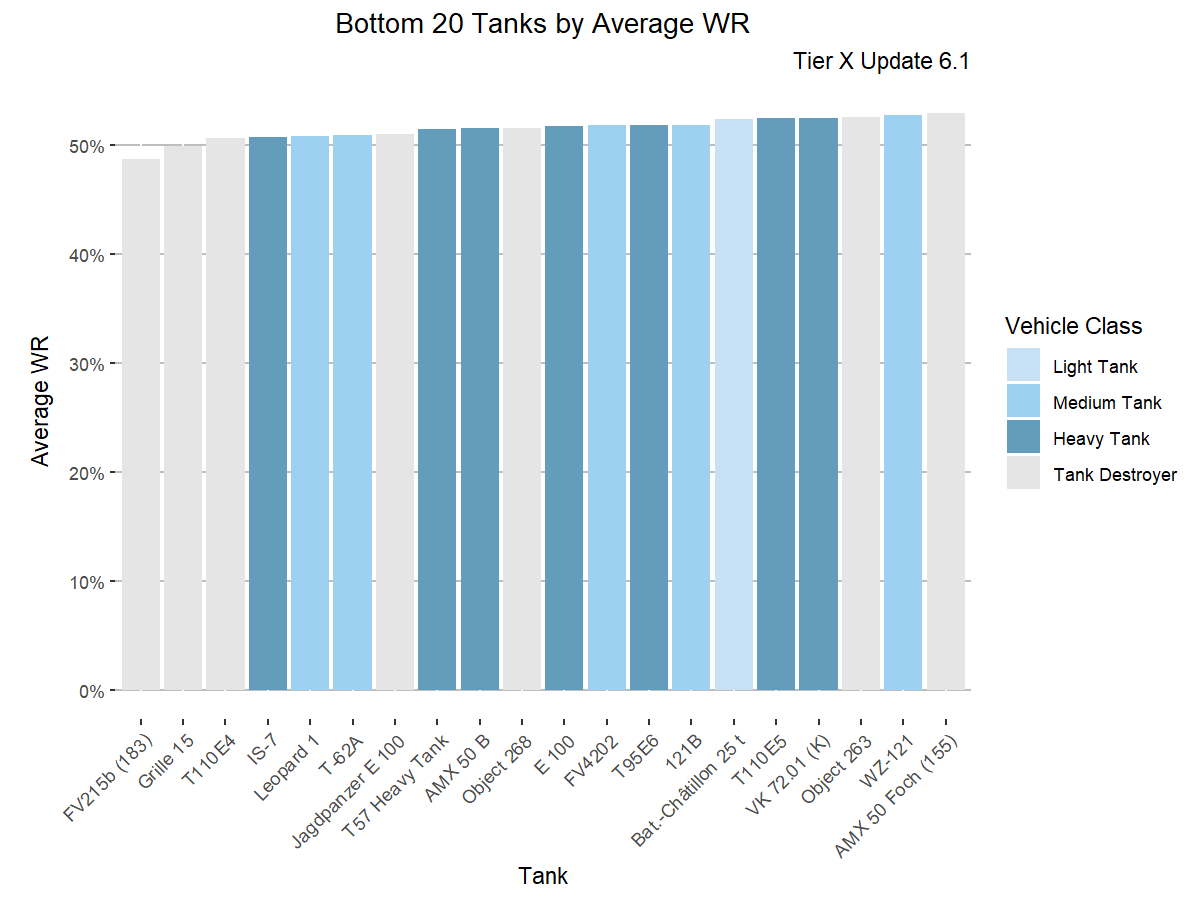 Bottom 20 Tanks by Average WR
Tier X Update 6.1
Average WR
50%
40%
30%
20%
10%
0%
FV215b (183)
Grille 15
T110E4
IS-7
Leopard 1
T-62A
Jagdpanzer E 100
T57 Heavy Tank
AMX 50 B
Object 268
E 100
FV4202
T95E6
121B
Bat.-Châtillon 25 t
T110E5
VK 72.01 (K)
Object 263
WZ-121
AMX 50 Foch (155)
Tank
Vehicle Class
Light Tank
Medium Tank
Heavy Tank
Tank Destroyer